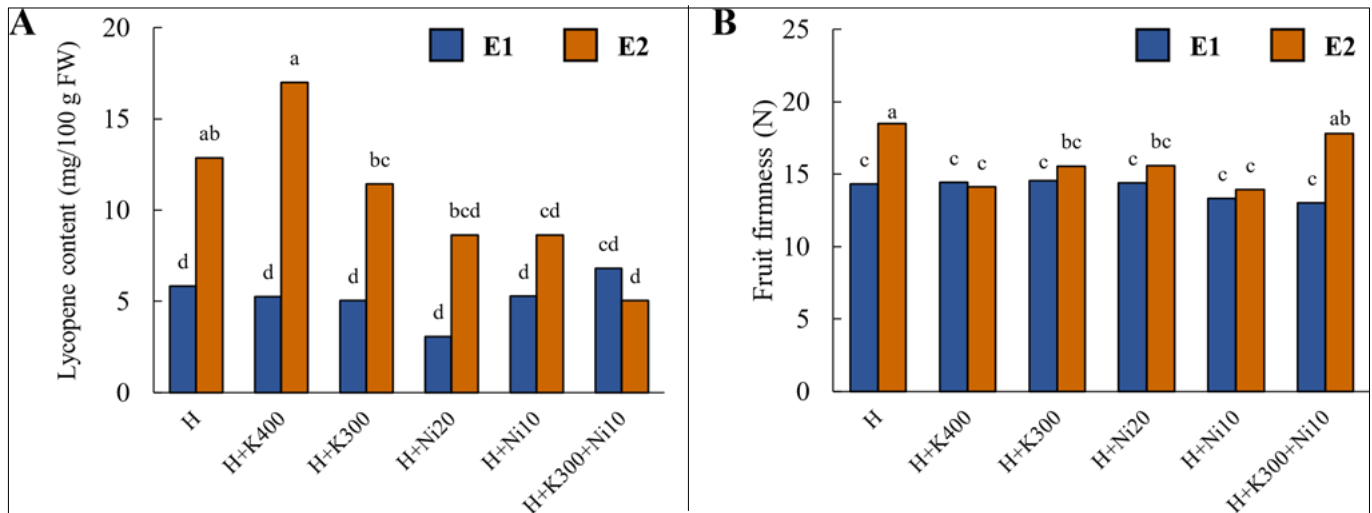 A
Lycopene content (mg/100 g FW)
20
15
10
5
0
E1 E2
d ab
d a
d bc
d bcd
d cd
cd d
H
H+K400
H+K300
H+Ni20
H+Ni10
H+K300+Ni10
B
Fruit firmness (N)
25
20
15
10
5
0
E1 E2
c a
c c
c bc
c bc
c c
c ab
H
H+K400
H+K300
H+Ni20
H+Ni10
H+K300+Ni10